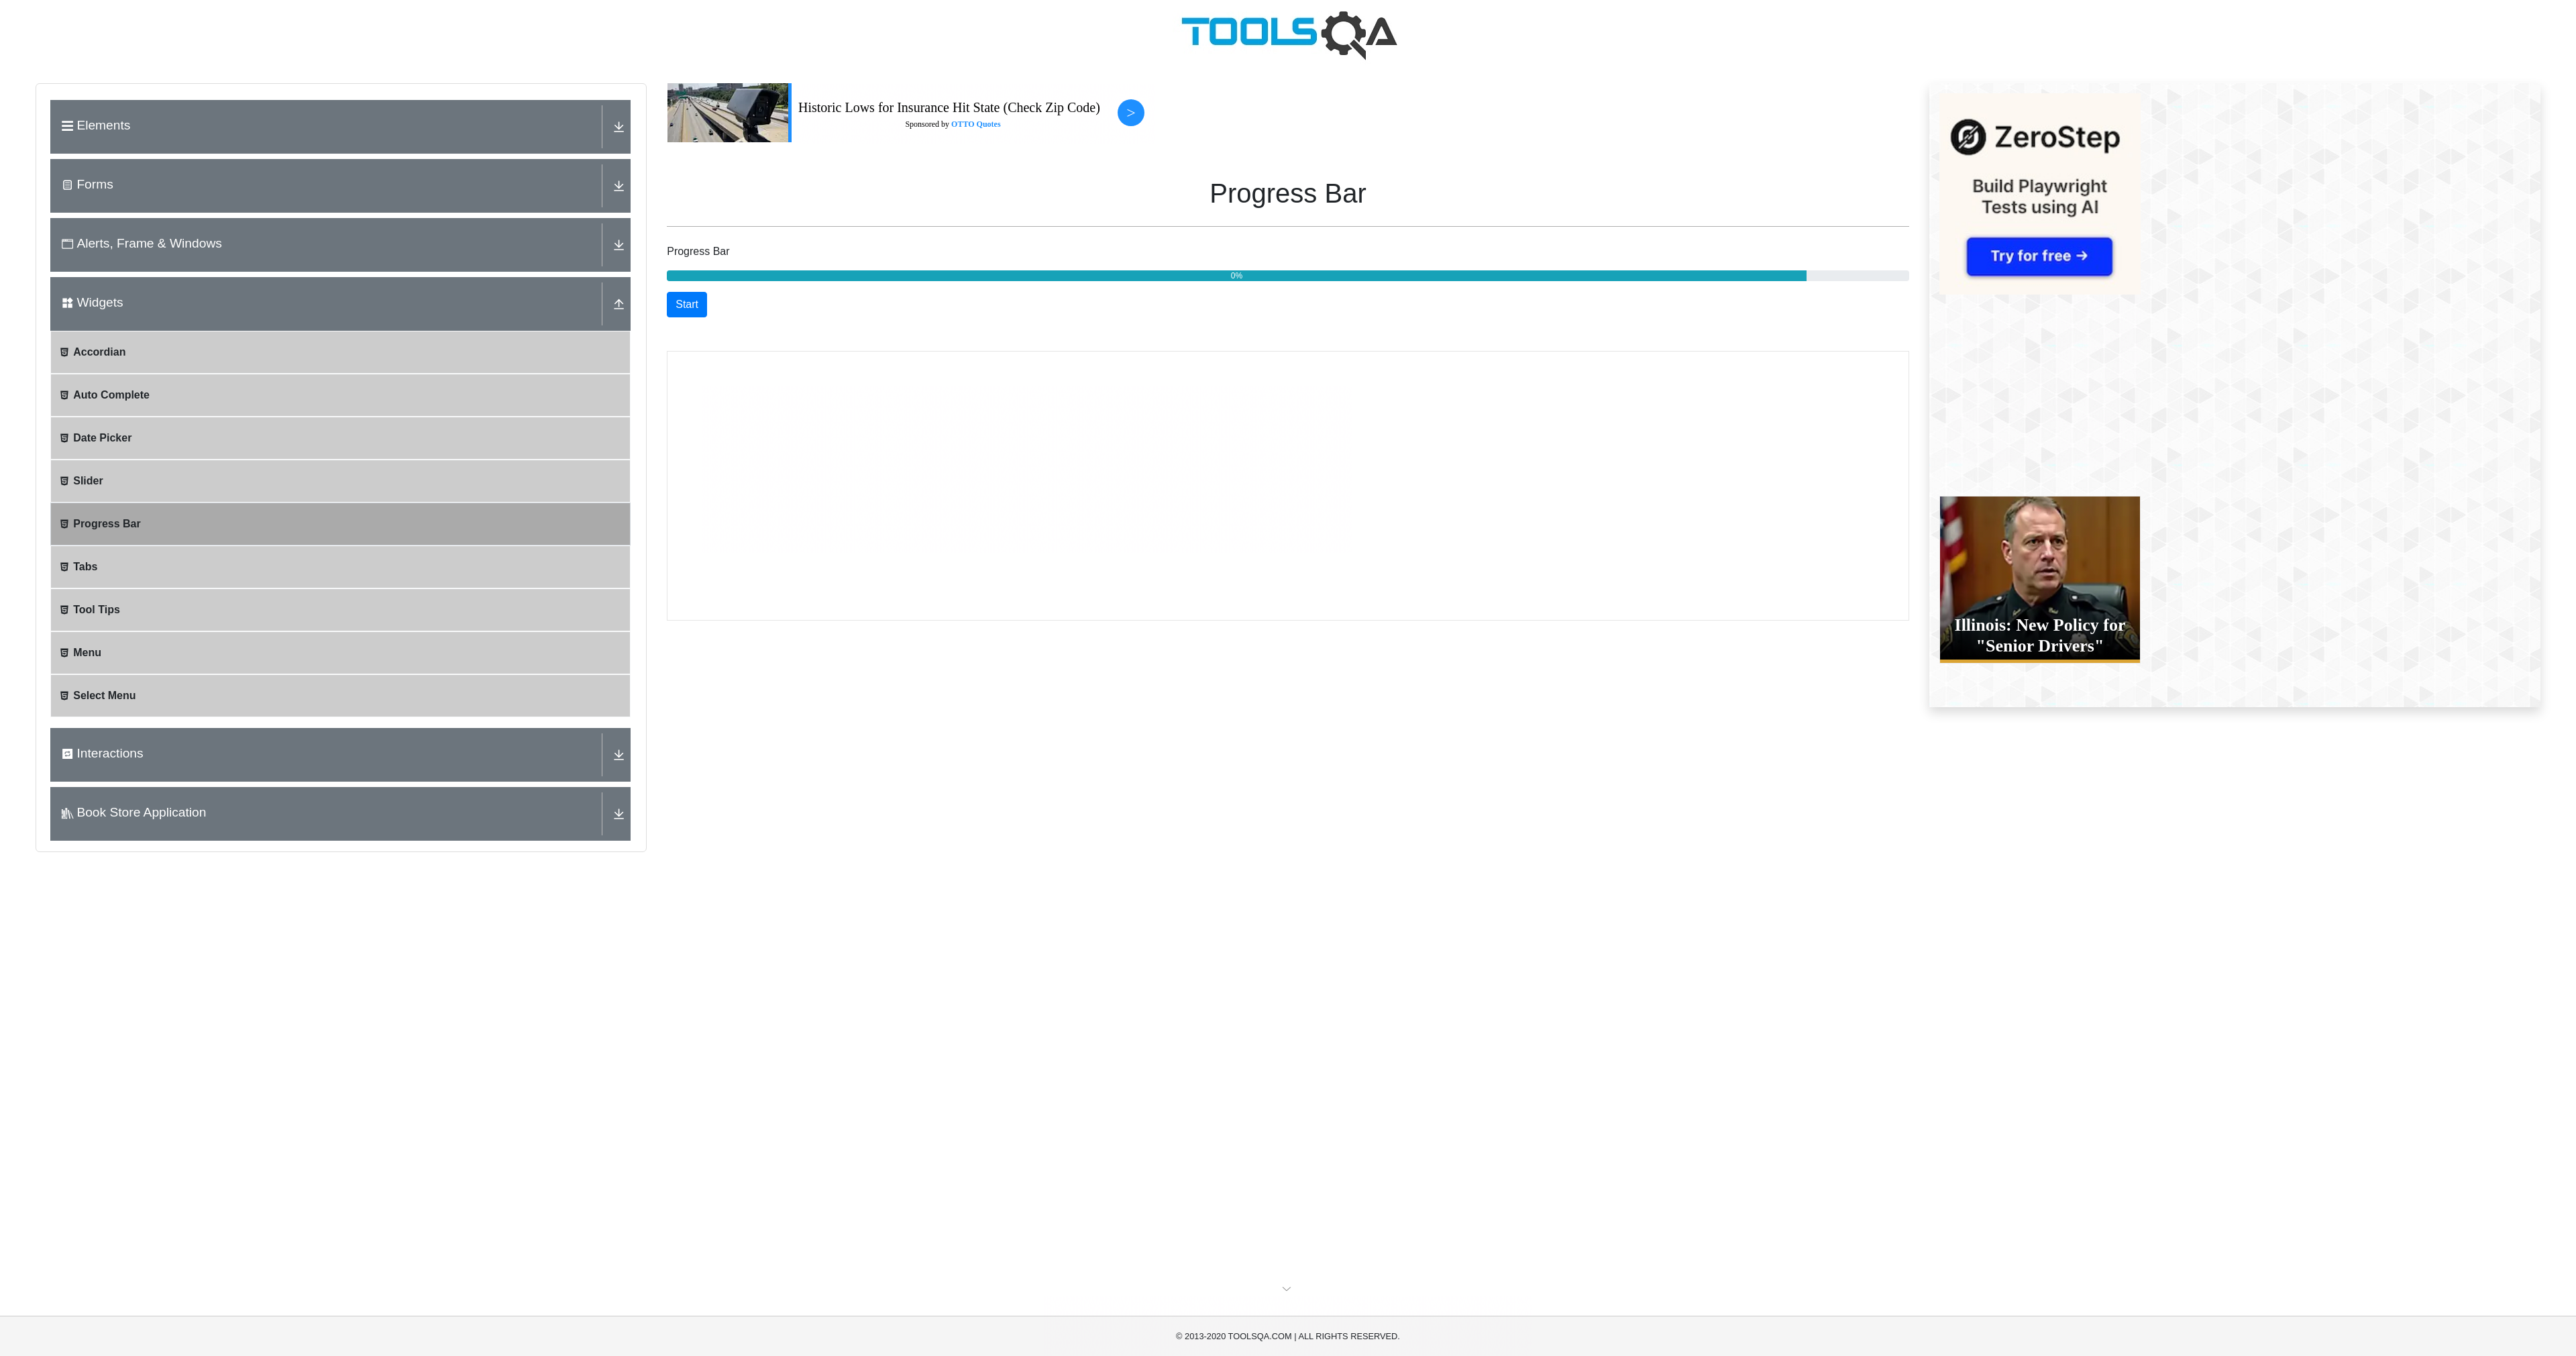 TOOLSQA
Elements
Forms
Alerts, Frame & Windows
Widgets
Accordian
Auto Complete
Date Picker
Slider
Progress Bar
Tabs
Tool Tips
Menu
Select Menu
Interactions
Book Store Application
Historic Lows for Insurance Hit State (Check Zip Code)
Sponsored by OTTO Quotes
>
Progress Bar
Progress Bar
0%
Start
ZeroStep
Build Playwright
Tests using AI
Try for free →
Illinois: New Policy for
"Senior Drivers"
© 2013-2020 TOOLSQA.COM | ALL RIGHTS RESERVED.